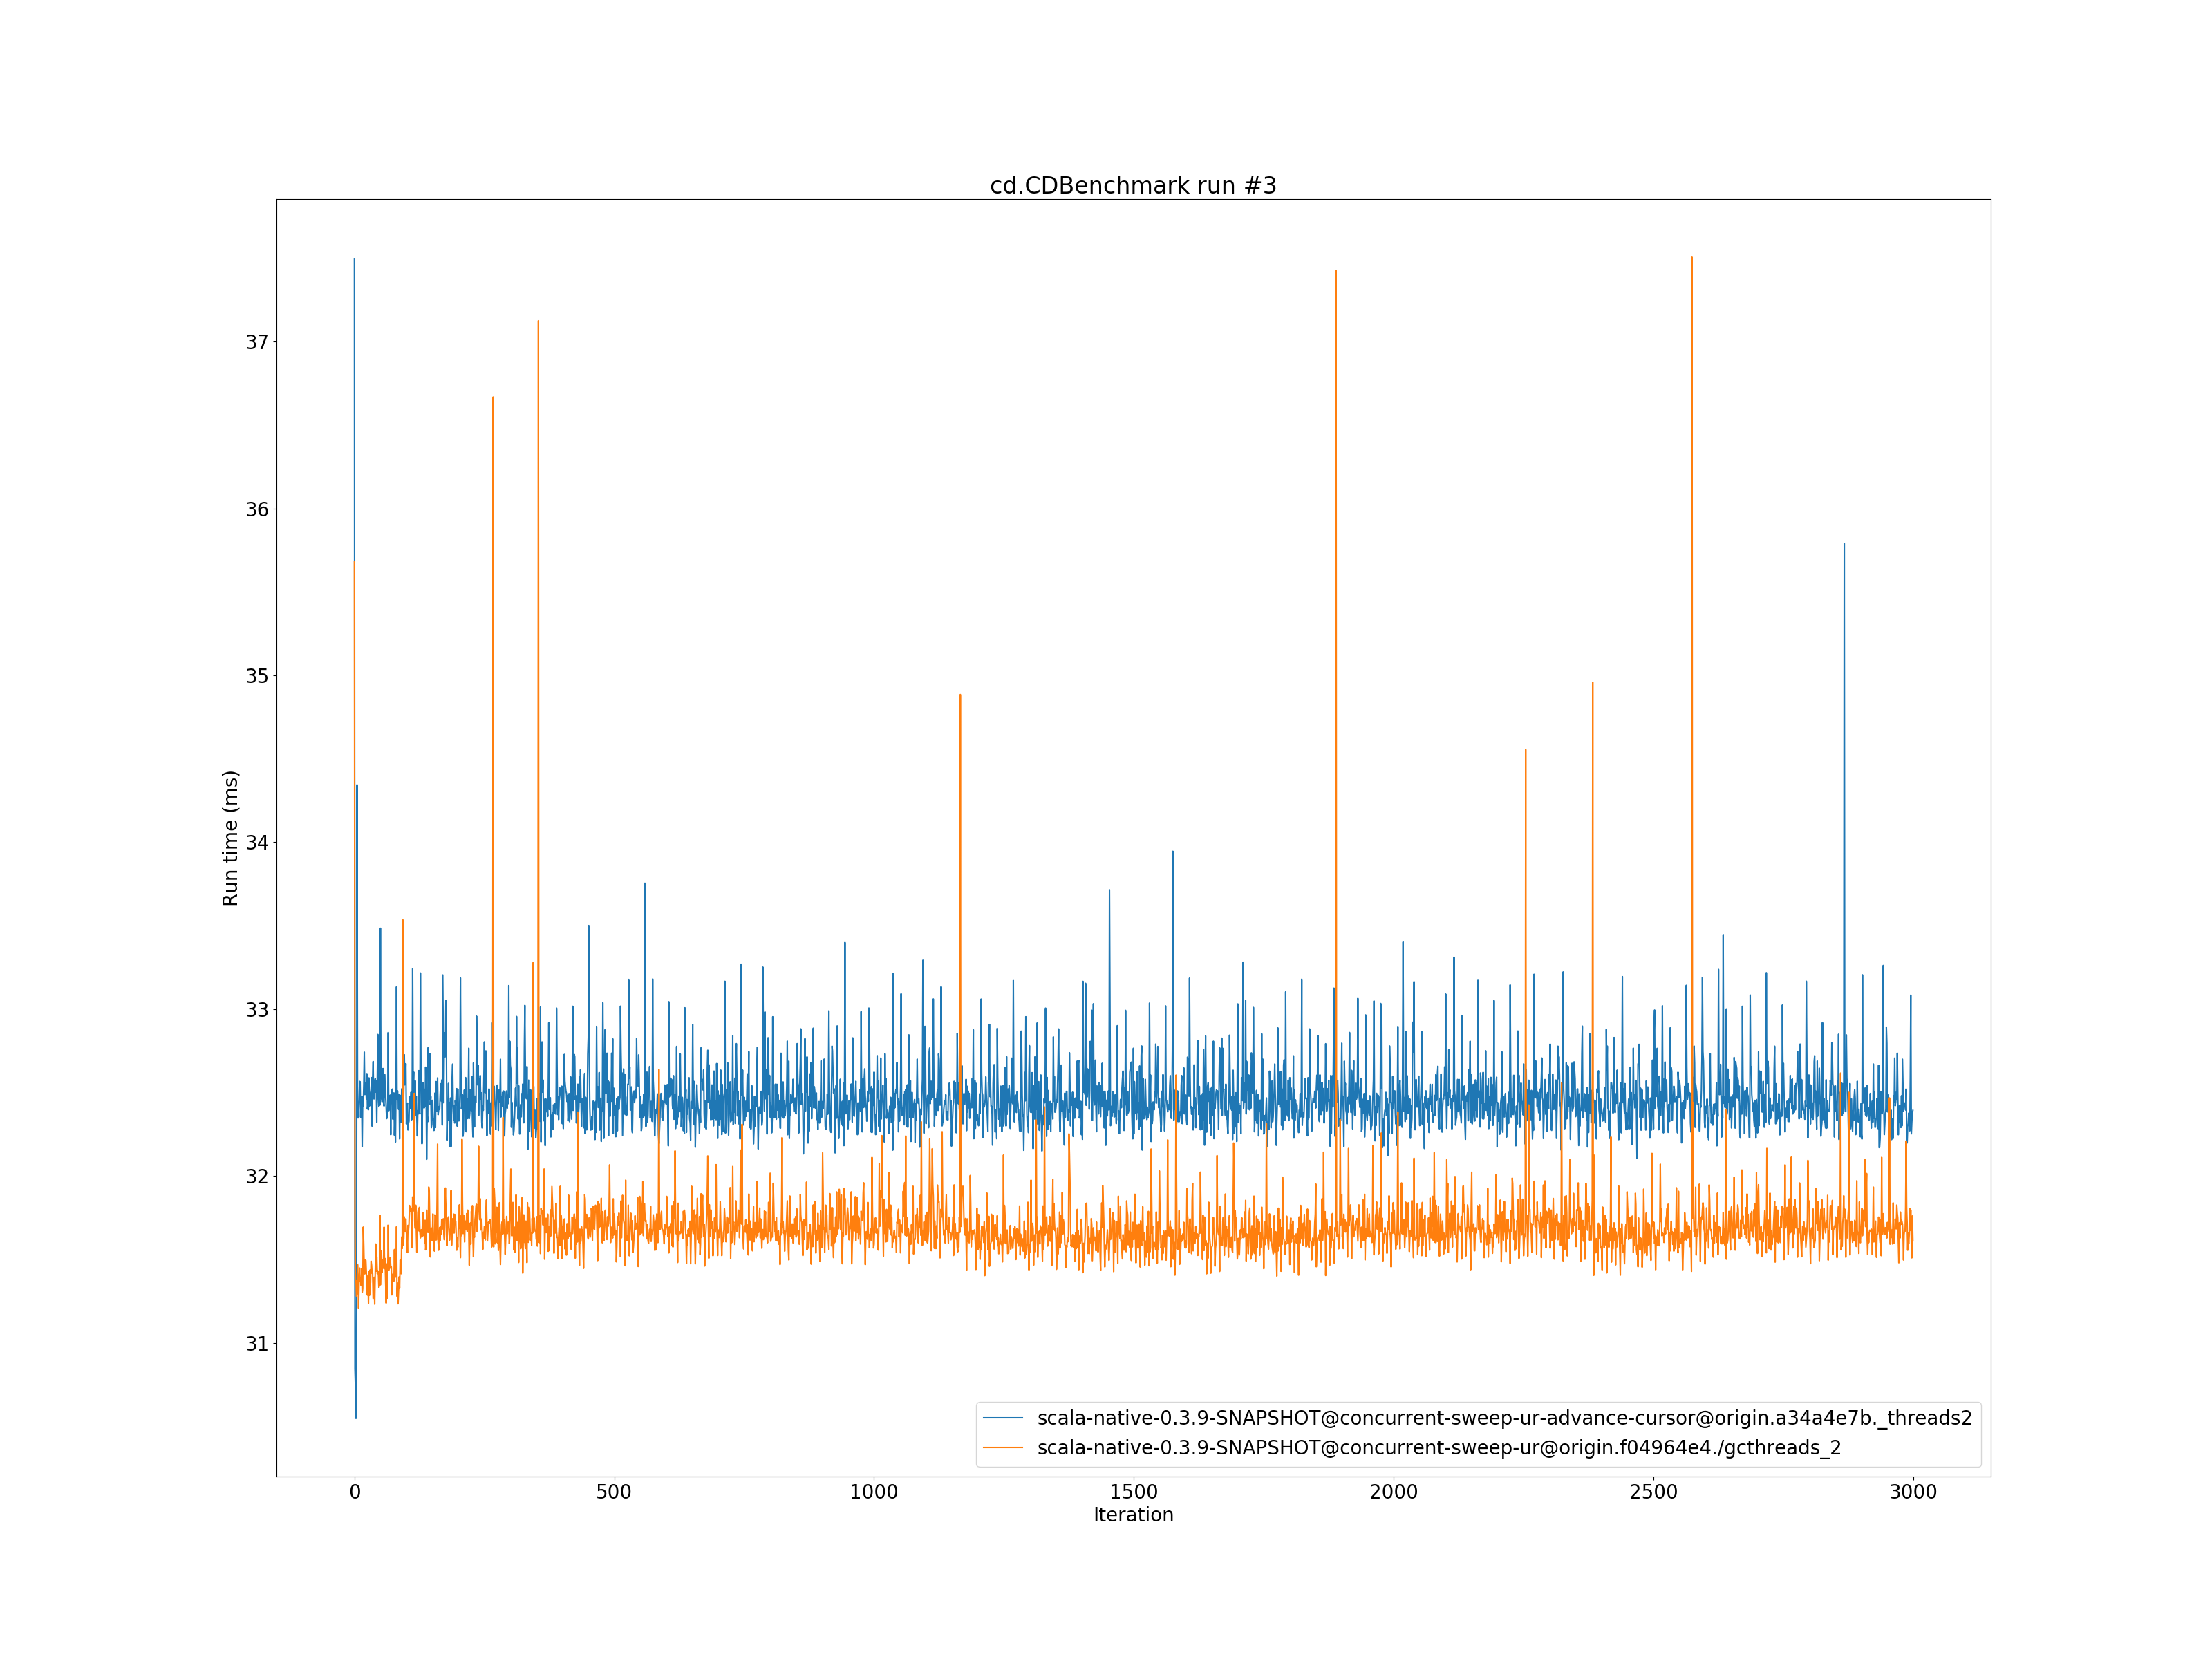 cd.CDBenchmark run #3
37
36
35
34
33
32
31
Run time (ms)
0 500 1000 1500 2000 2500 3000
Iteration
scala-native-0.3.9-SNAPSHOT@concurrent-sweep-ur-advance-cursor@origin.a34a4e7b._threads2
scala-native-0.3.9-SNAPSHOT@concurrent-sweep-ur@origin.f04964e4./gcthreads_2